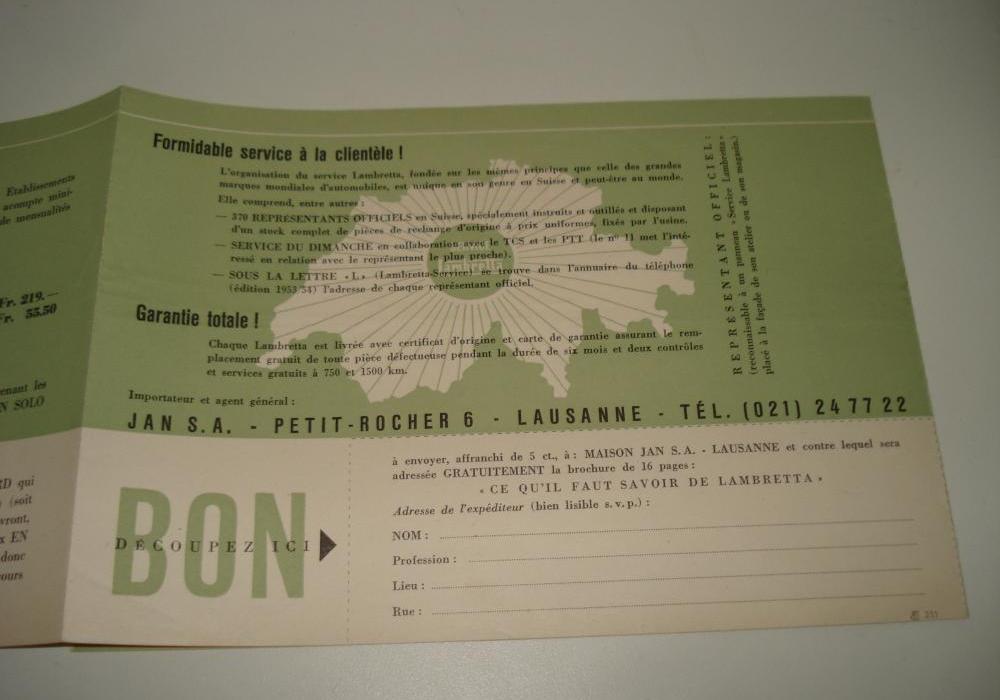 Etablissements
acompte mini-
de mensualités
Fr. 219.—
Fr. 55.50
enant les
N SOLO
RD qui
(soit
vront,
x EN
donc
ours
Formidable service à la clientèle !
L'organisation du service Lambretta, fondée sur les mêmes principes que celle des grandes
marques mondiales d'automobiles, est unique en son genre en Suisse et peut-être au monde.
Elle comprend, entre autres :
— 370 REPRÉSENTANTS OFFICIELS en Suisse, spécialement instruits et outillés et disposant
d'un stock complet de pièces de rechange d'origine à prix uniformes, fixés par l'usine.
— SERVICE DU DIMANCHE en collaboration avec le TCS et les PTT (le nº 11 met l'inté-
ressé en relation avec le représentant le plus proche).
— SOUS LA LETTRE «L» (Lambretta-Service) se trouve dans l'annuaire du téléphone
(édition 1953/54) l'adresse de chaque représentant officiel.
Lambretta
Garantie totale !
Chaque Lambretta est livrée avec certificat d'origine et carte de garantie assurant le rem-
placement gratuit de toute pièce défectueuse pendant la durée de six mois et deux contrôles
et services gratuits à 750 et 1500 km.
REPRÉSENTANT OFFICIEL :
(reconnaissable à un panneau «Service Lambretta»
placé à la façade de son atelier ou de son magasin.)
Importateur et agent général :
JAN S.A. - PETIT-ROCHER 6 - LAUSANNE - TÉL. (021) 24 77 22
BON
DÉCOUPEZ ICI
à envoyer, affranchi de 5 ct., à : MAISON JAN S.A. - LAUSANNE et contre lequel sera
adressée GRATUITEMENT la brochure de 16 pages :
«CE QU'IL FAUT SAVOIR DE LAMBRETTA»
Adresse de l'expéditeur (bien lisible s.v.p.) :
NOM :
Profession :
Lieu :
Rue :